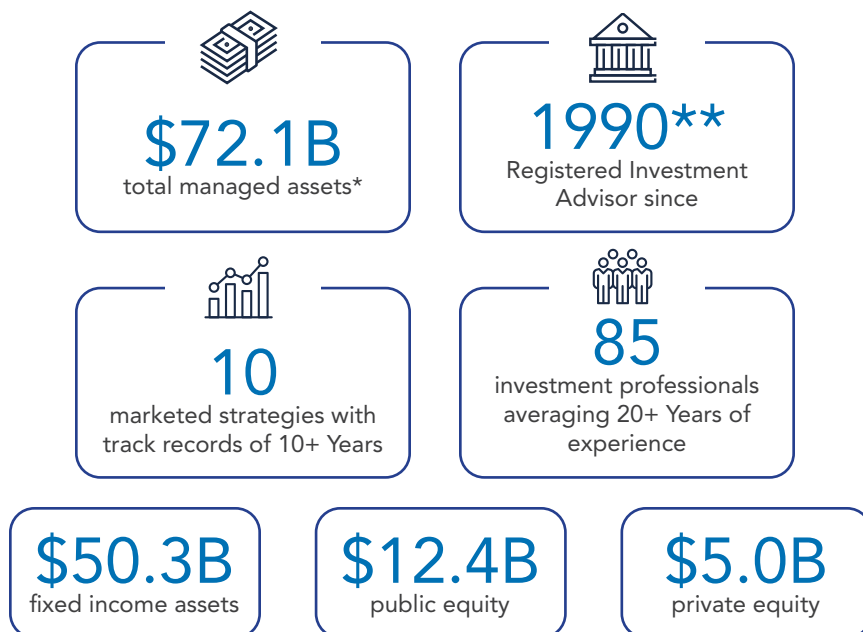 $72.1B
total managed assets*
1990**
Registered Investment
Advisor since
10
marketed strategies with
track records of 10+ Years
85
investment professionals
averaging 20+ Years of
experience
$50.3B
fixed income assets
$12.4B
public equity
$5.0B
private equity